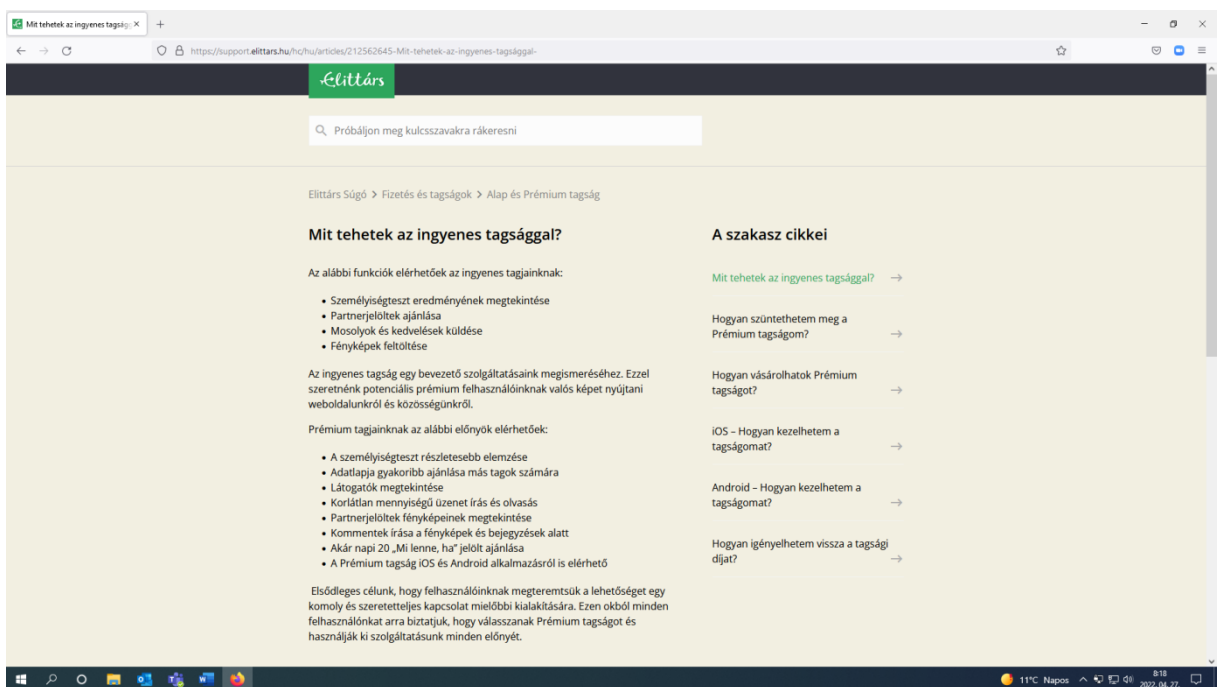 Mit tehetek az ingyenes tagság
https://support.elittars.hu/hc/hu/articles/212562645-Mit-tehetek-az-ingyenes-tagsággal-
Elittárs
Próbáljon meg kulcsszavakra rákeresni
Elittárs Súgó > Fizetés és tagságok > Alap és Prémium tagság
Mit tehetek az ingyenes tagsággal?
Az alábbi funkciók elérhetőek az ingyenes tagjainknak:
• Személyiségteszt eredményének megtekintése
• Partnerjelöltek ajánlása
• Mosolyok és kedvelések küldése
• Fényképek feltöltése
Az ingyenes tagság egy bevezető szolgáltatásaink megismeréséhez. Ezzel
szeretnénk potenciális prémium felhasználóinknak valós képet nyújtani
weboldalunkról és közösségünkről.
Prémium tagjainknak az alábbi előnyök elérhetőek:
• A személyiségteszt részletesebb elemzése
• Adatlapja gyakoribb ajánlása más tagok számára
• Látogatók megtekintése
• Korlátlan mennyiségű üzenet írás és olvasás
• Partnerjelöltek fényképeinek megtekintése
• Kommentek írása a fényképek és bejegyzések alatt
• Akár napi 20 „Mi lenne, ha" jelölt ajánlása
• A Prémium tagság iOS és Android alkalmazásról is elérhető
Elsődleges célunk, hogy felhasználóinknak megteremtsük a lehetőséget egy
komoly és szeretetteljes kapcsolat mielőbbi kialakítására. Ezen okból minden
felhasználónkat arra biztatjuk, hogy válasszanak Prémium tagságot és
használják ki szolgáltatásunk minden előnyét.
A szakasz cikkei
Mit tehetek az ingyenes tagsággal?
Hogyan szüntethetem meg a
Prémium tagságom?
Hogyan vásárolhatok Prémium
tagságot?
iOS – Hogyan kezelhetem a
tagságomat?
Android – Hogyan kezelhetem a
tagságomat?
Hogyan igényelhetem vissza a tagsági
díjat?
11°C Napos
8:18
2022. 04. 27.